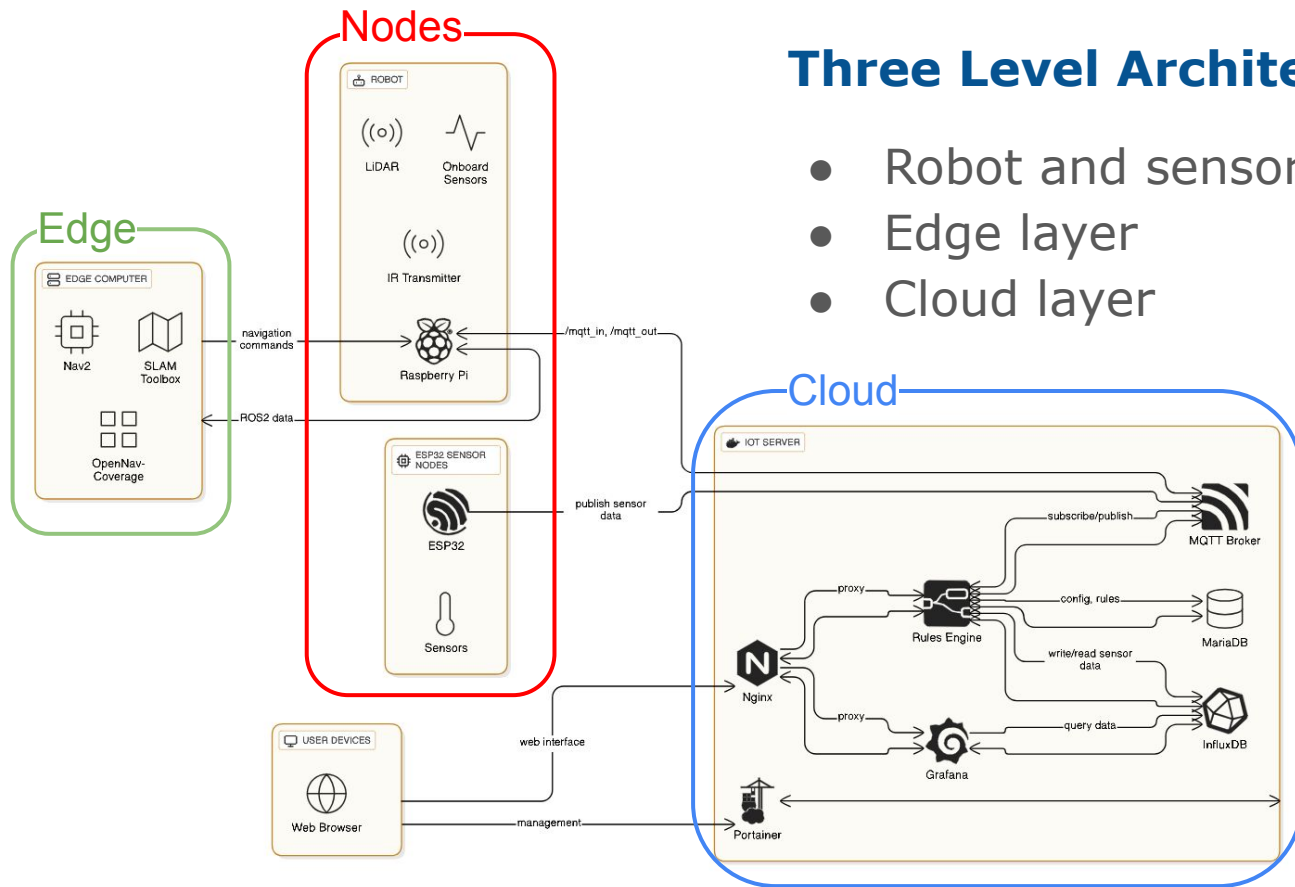 Nodes
Three Level Archite
● Robot and sensor
● Edge layer
● Cloud layer
ROBOT
LiDAR
Onboard
Sensors
IR Transmitter
Raspberry Pi
Edge
EDGE COMPUTER
Nav2
SLAM
Toolbox
OpenNav-
Coverage
navigation
commands
ROS2 data
/mqtt_in, /mqtt_out
ESP32 SENSOR
NODES
ESP32
Sensors
publish sensor
data
Cloud
IOT SERVER
subscribe/publish
MQTT Broker
proxy
Rules Engine
config, rules
MariaDB
write/read sensor
data
N
Nginx
proxy
Grafana
query data
InfluxDB
Portainer
USER DEVICES
Web Browser
web interface
management